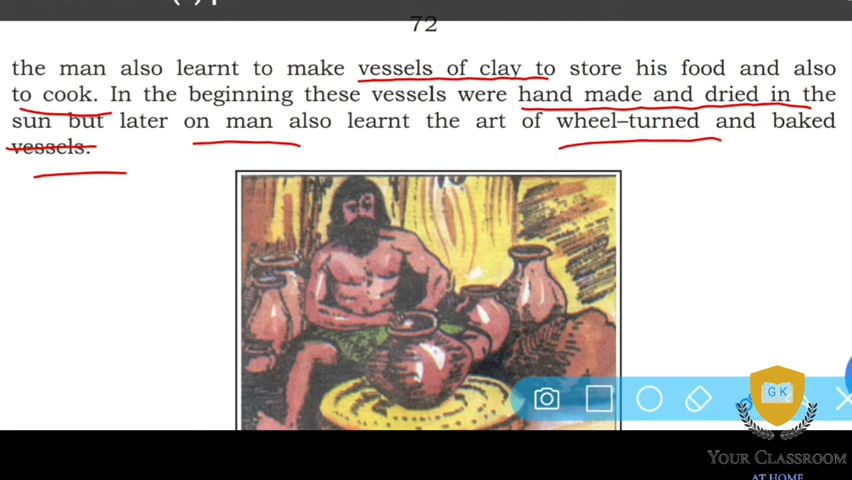 72
the man also learnt to make vessels of clay to store his food and also
to cook. In the beginning these vessels were hand made and dried in the
sun but later on man also learnt the art of wheel–turned and baked
vessels.
G K
YOUR CLASSROOM
AT HOME